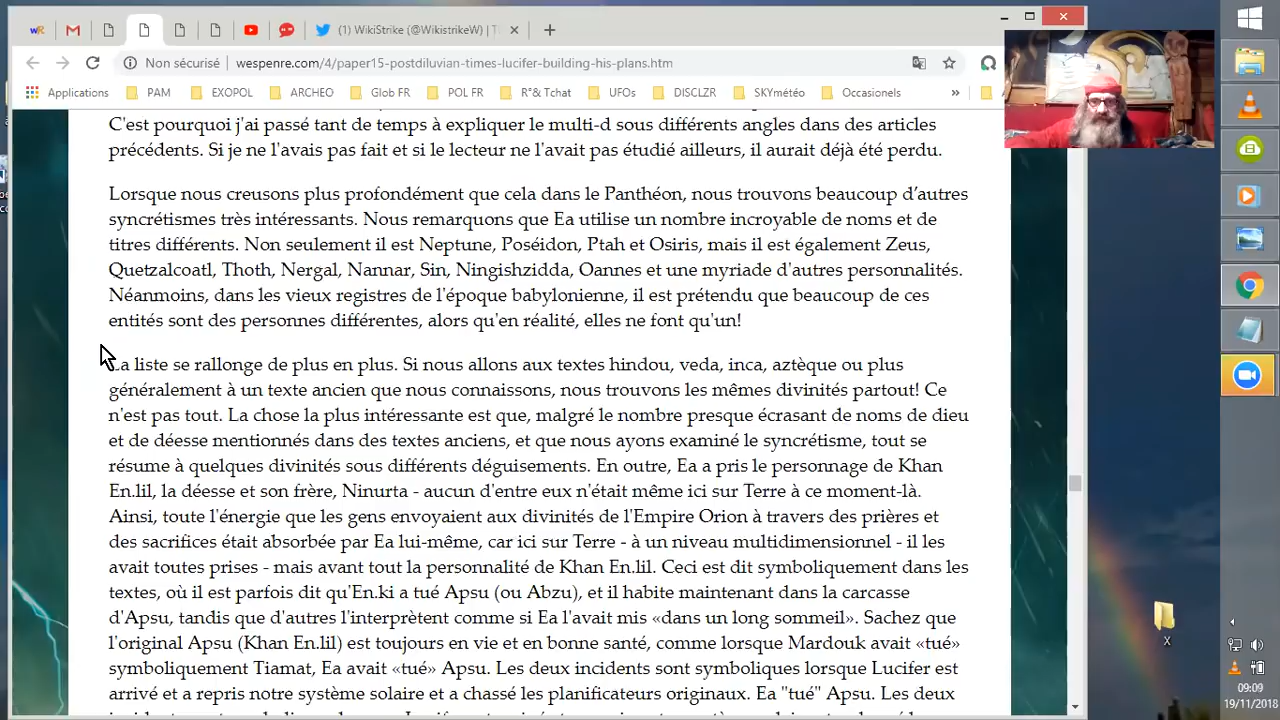 wR
(1) WikiStrike (@WikistrikeW) | T
Non sécurisé
wespenre.com/4/paper16-postdiluvian-times-lucifer-building-his-plans.htm
Applications
PAM
EXOPOL
ARCHEO
GEO FR
POL FR
POSTchat
UFOS
DISCLZR
SKYmétéo
Occasionels
»
A
C'est pourquoi j'ai passé tant de temps à expliquer le multi-d sous différents angles dans des articles
précédents. Si je ne l'avais pas fait et si le lecteur ne l'avait pas étudié ailleurs, il aurait déjà été perdu.
Lorsque nous creusons plus profondément que cela dans le Panthéon, nous trouvons beaucoup d'autres
syncrétismes très intéressants. Nous remarquons que Ea utilise un nombre incroyable de noms et de
titres différents. Non seulement il est Neptune, Poséidon, Ptah et Osiris, mais il est également Zeus,
Quetzalcoatl, Thoth, Nergal, Nannar, Sin, Ningishzidda, Oannes et une myriade d'autres personnalités.
Néanmoins, dans les vieux registres de l'époque babylonienne, il est prétendu que beaucoup de ces
entités sont des personnes différentes, alors qu'en réalité, elles ne font qu'un!
La liste se rallonge de plus en plus. Si nous allons aux textes hindou, veda, inca, aztèque ou plus
généralement à un texte ancien que nous connaissons, nous trouvons les mêmes divinités partout! Ce
n'est pas tout. La chose la plus intéressante est que, malgré le nombre presque écrasant de noms de dieu
et de déesse mentionnés dans des textes anciens, et que nous ayons examiné le syncrétisme, tout se
résume à quelques divinités sous différents déguisements. En outre, Ea a pris le personnage de Khan
En.lil, la déesse et son frère, Ninurta - aucun d'entre eux n'était même ici sur Terre à ce moment-là.
Ainsi, toute l'énergie que les gens envoyaient aux divinités de l'Empire Orion à travers des prières et
des sacrifices était absorbée par Ea lui-même, car ici sur Terre - à un niveau multidimensionnel - il les
avait toutes prises - mais avant tout la personnalité de Khan En.lil. Ceci est dit symboliquement dans les
textes, où il est parfois dit qu'En.ki a tué Apsu (ou Abzu), et il habite maintenant dans la carcasse
d'Apsu, tandis que d'autres l'interprètent comme si Ea l'avait mis «dans un long sommeil». Sachez que
l'original Apsu (Khan En.lil) est toujours en vie et en bonne santé, comme lorsque Mardouk avait «tué»
symboliquement Tiamat, Ea avait «tué» Apsu. Les deux incidents sont symboliques lorsque Lucifer est
arrivé et a repris notre système solaire et a chassé les planificateurs originaux. Ea "tué" Apsu. Les deux
X
09:09
19/11/2018